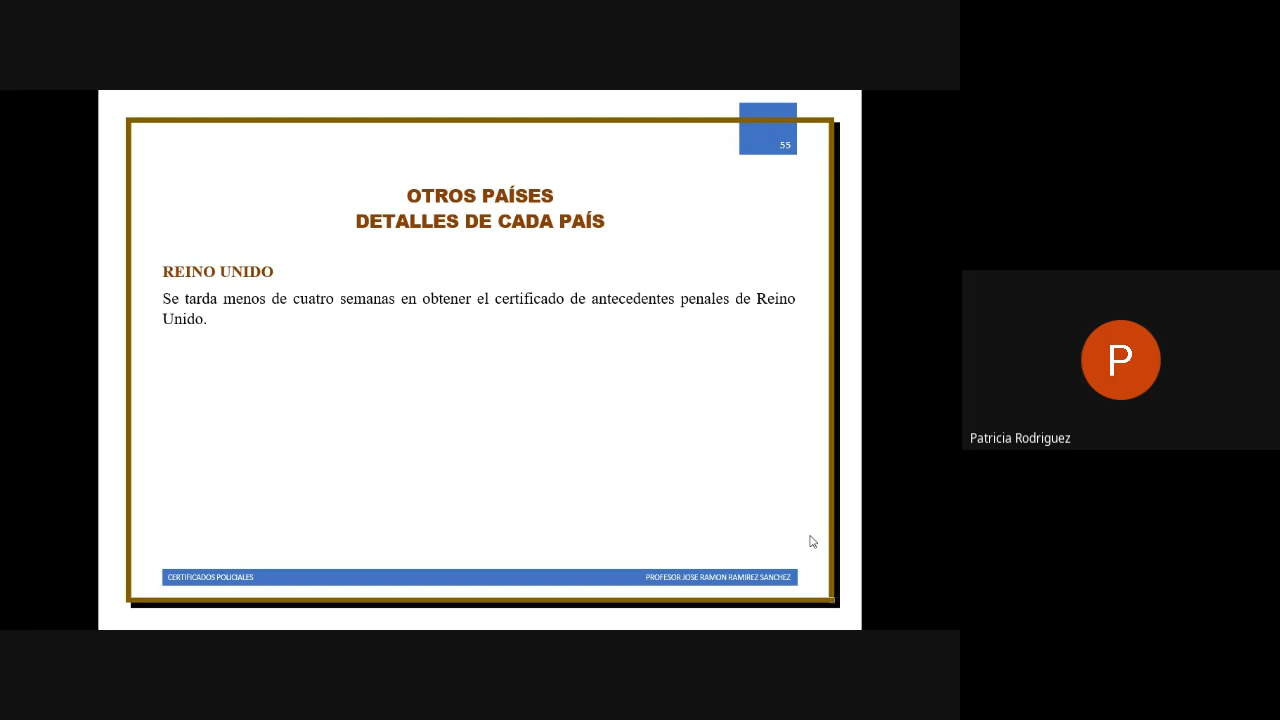 55
OTROS PAÍSES
DETALLES DE CADA PAÍS
REINO UNIDO
Se tarda menos de cuatro semanas en obtener el certificado de antecedentes penales de Reino
Unido.
CERTIFICADOS POLICIALES
PROFESOR JOSE RAMON RAMIREZ SANCHEZ
P
Patricia Rodriguez